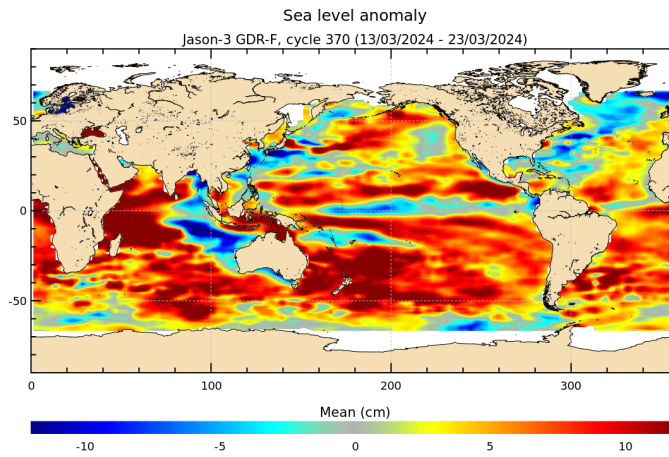 Sea level anomaly
Jason-3 GDR-F, cycle 370 (13/03/2024 - 23/03/2024)
50
0
-50
0 100 200 300
Mean (cm)
-10 -5 0 5 10